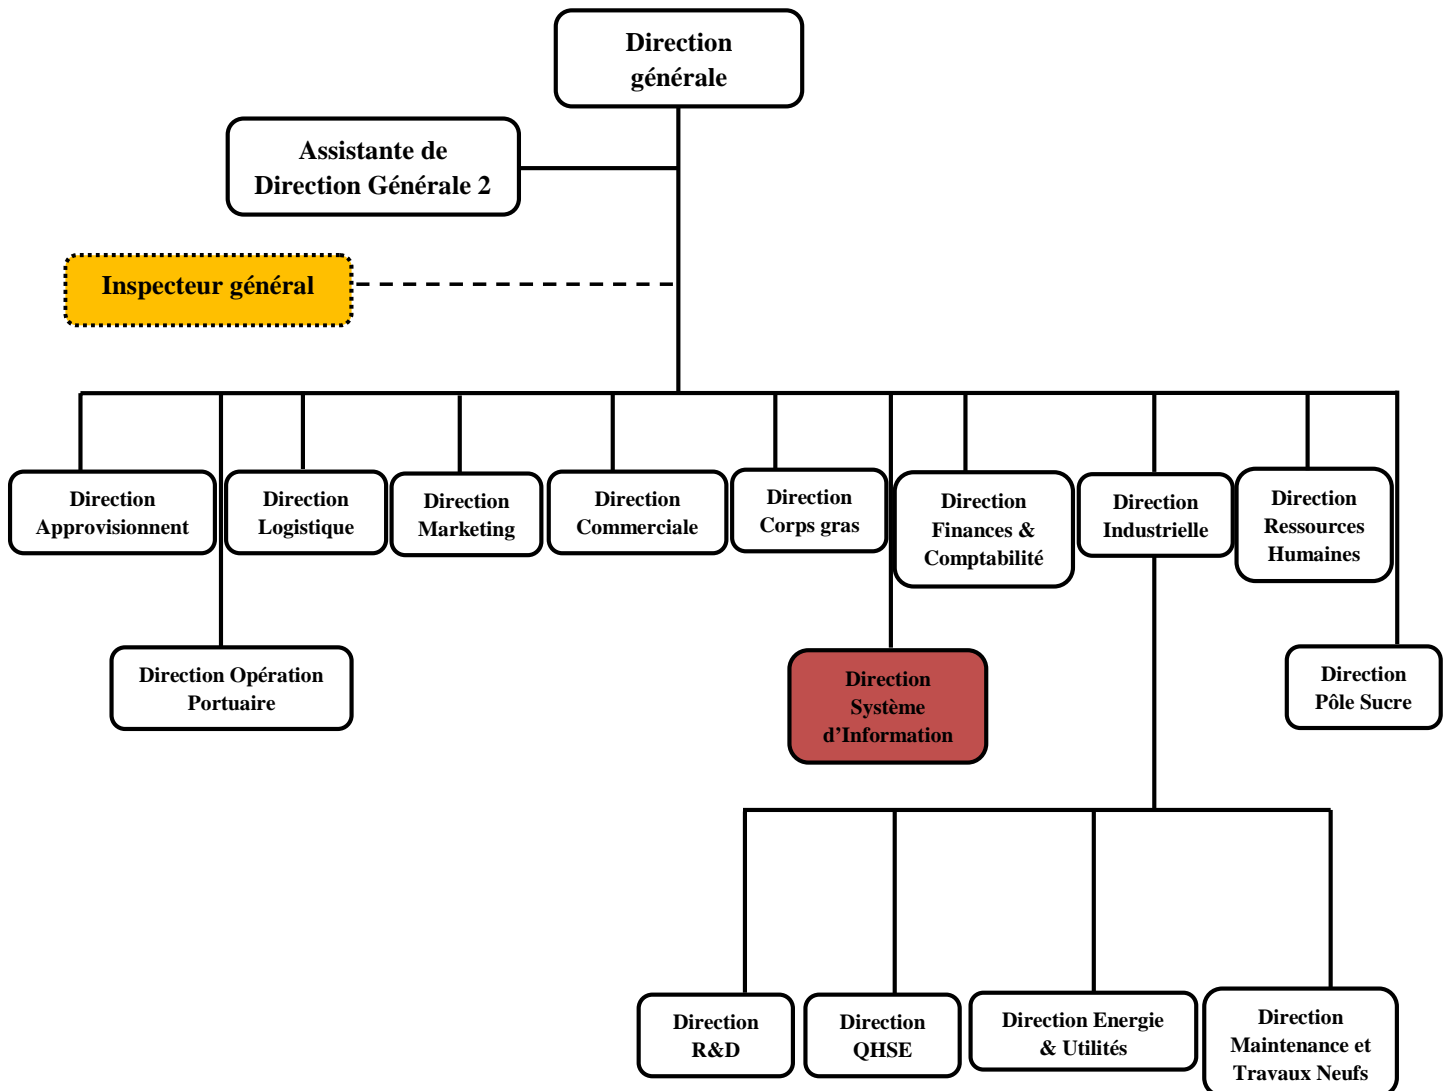 Direction
générale
Assistante de
Direction Générale 2
Inspecteur général
Direction
Approvisionnent
Direction
Logistique
Direction
Marketing
Direction
Commerciale
Direction
Corps gras
Direction
Finances &
Comptabilité
Direction
Industrielle
Direction
Ressources
Humaines
Direction Opération
Portuaire
Direction
Système
d'Information
Direction
Pôle Sucre
Direction
R&D
Direction
QHSE
Direction Energie
& Utilités
Direction
Maintenance et
Travaux Neufs